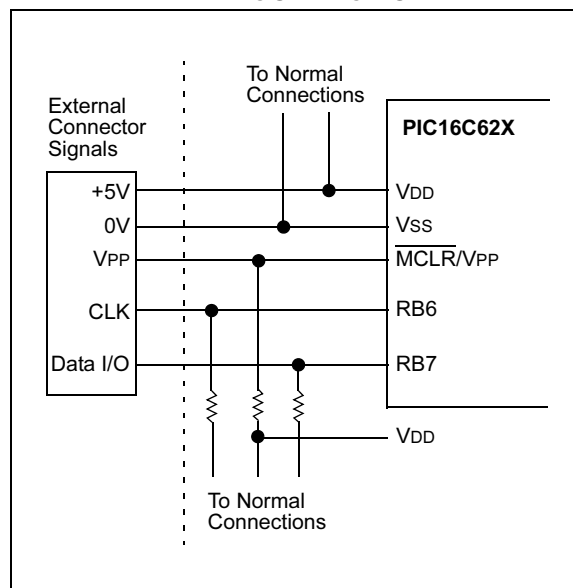 To Normal
Connections
External
Connector
Signals
PIC16C62X
+5V
VDD
0V
VSS
VPP
MCLR/VPP
CLK
RB6
Data I/O
RB7
VDD
To Normal
Connections